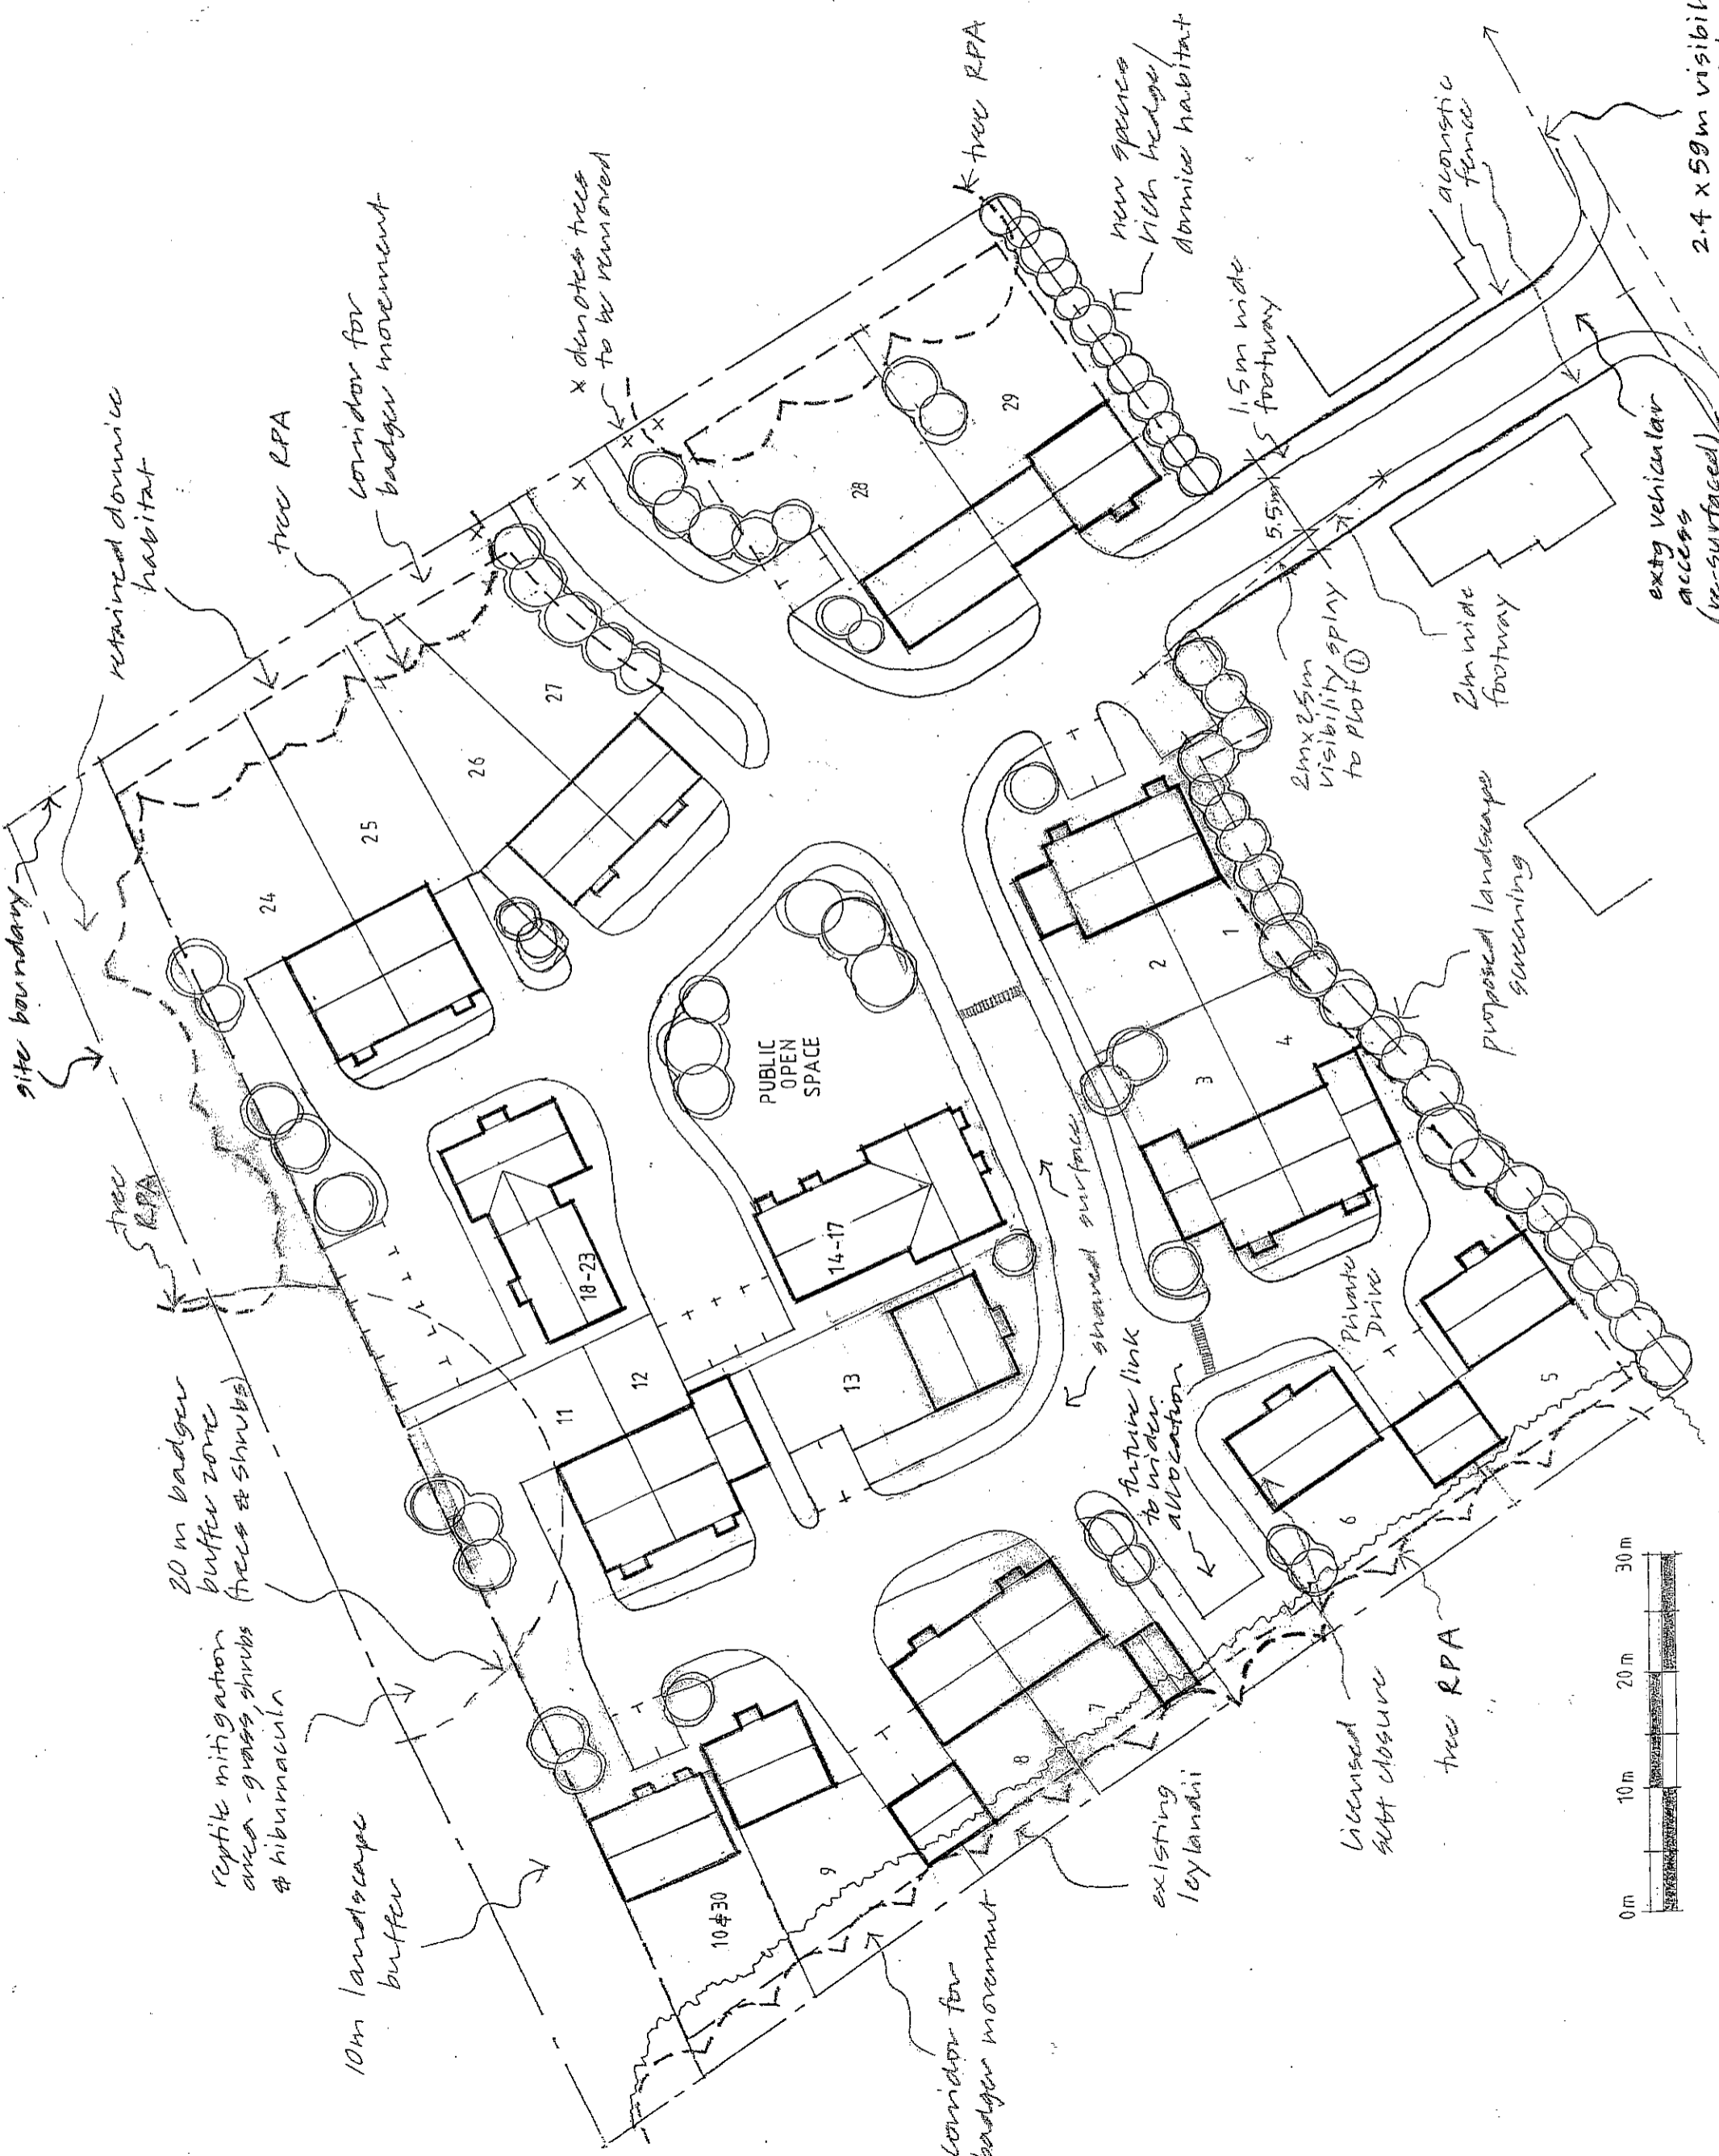 site boundary
retained dormice
habitat
tree RPA
corridor for
badger movement
x denotes trees
to be removed
tree RPA
new species
rich hedge/
dormice habitat
1.5m wide
footway
acoustic
fence
2.4 x 59m visibil
5.5m
2m x 25m
visibility splay
to plot ①
2m wide
footway
extg vehicular
access
(re-surfaced)
proposed landscape
screening
tree
RPA
20m badger
buffer zone
(trees & shrubs)
reptile mitigation
area - grass, shrubs
& hibernacula
10m landscape
buffer
corridor for
badger movement
existing
leylandii
Licensed
sett closure
tree RPA
future link
to wider
allocation
shared surface
Private
Drive
PUBLIC
OPEN
SPACE
1
2
3
4
5
6
7
8
9
10&30
11
12
13
14-17
18-23
24
25
26
27
28
29
0m
10m
20m
30m